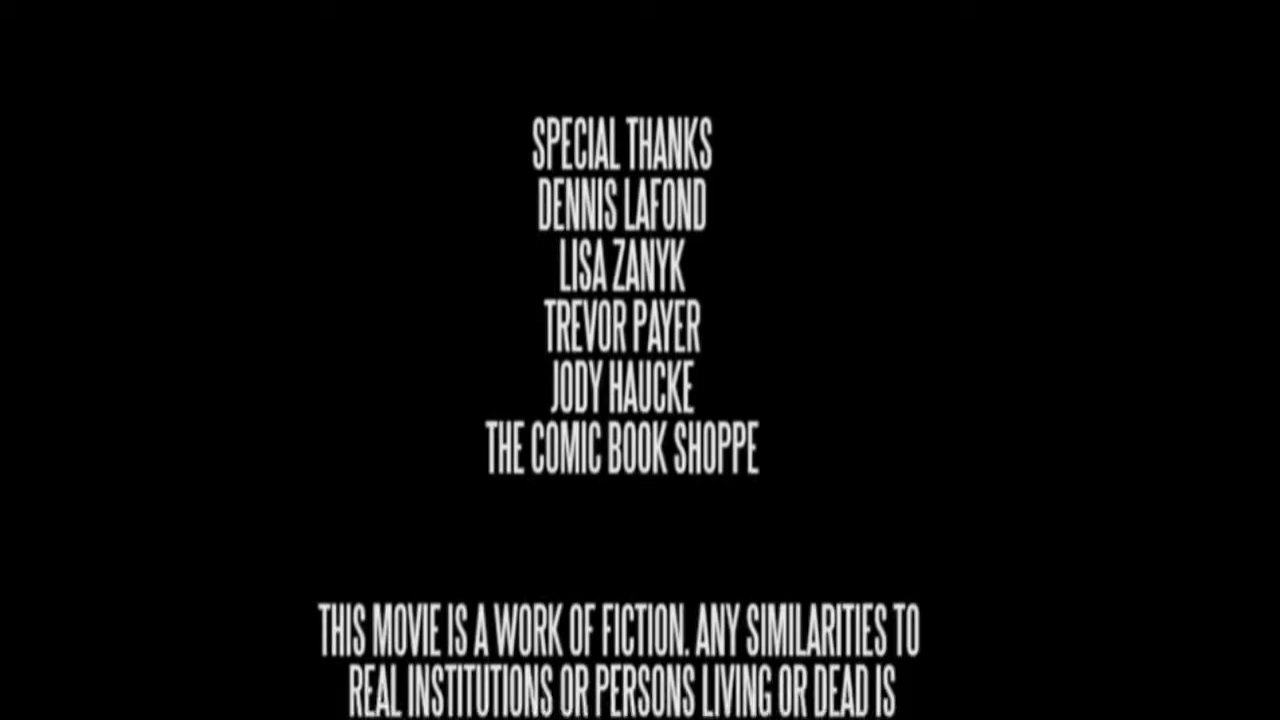 SPECIAL THANKS
DENNIS LAFOND
LISA ZANYK
TREVOR PAYER
JODY HAUCKE
THE COMIC BOOK SHOPPE
THIS MOVIE IS A WORK OF FICTION. ANY SIMILARITIES TO
REAL INSTITUTIONS OR PERSONS LIVING OR DEAD IS